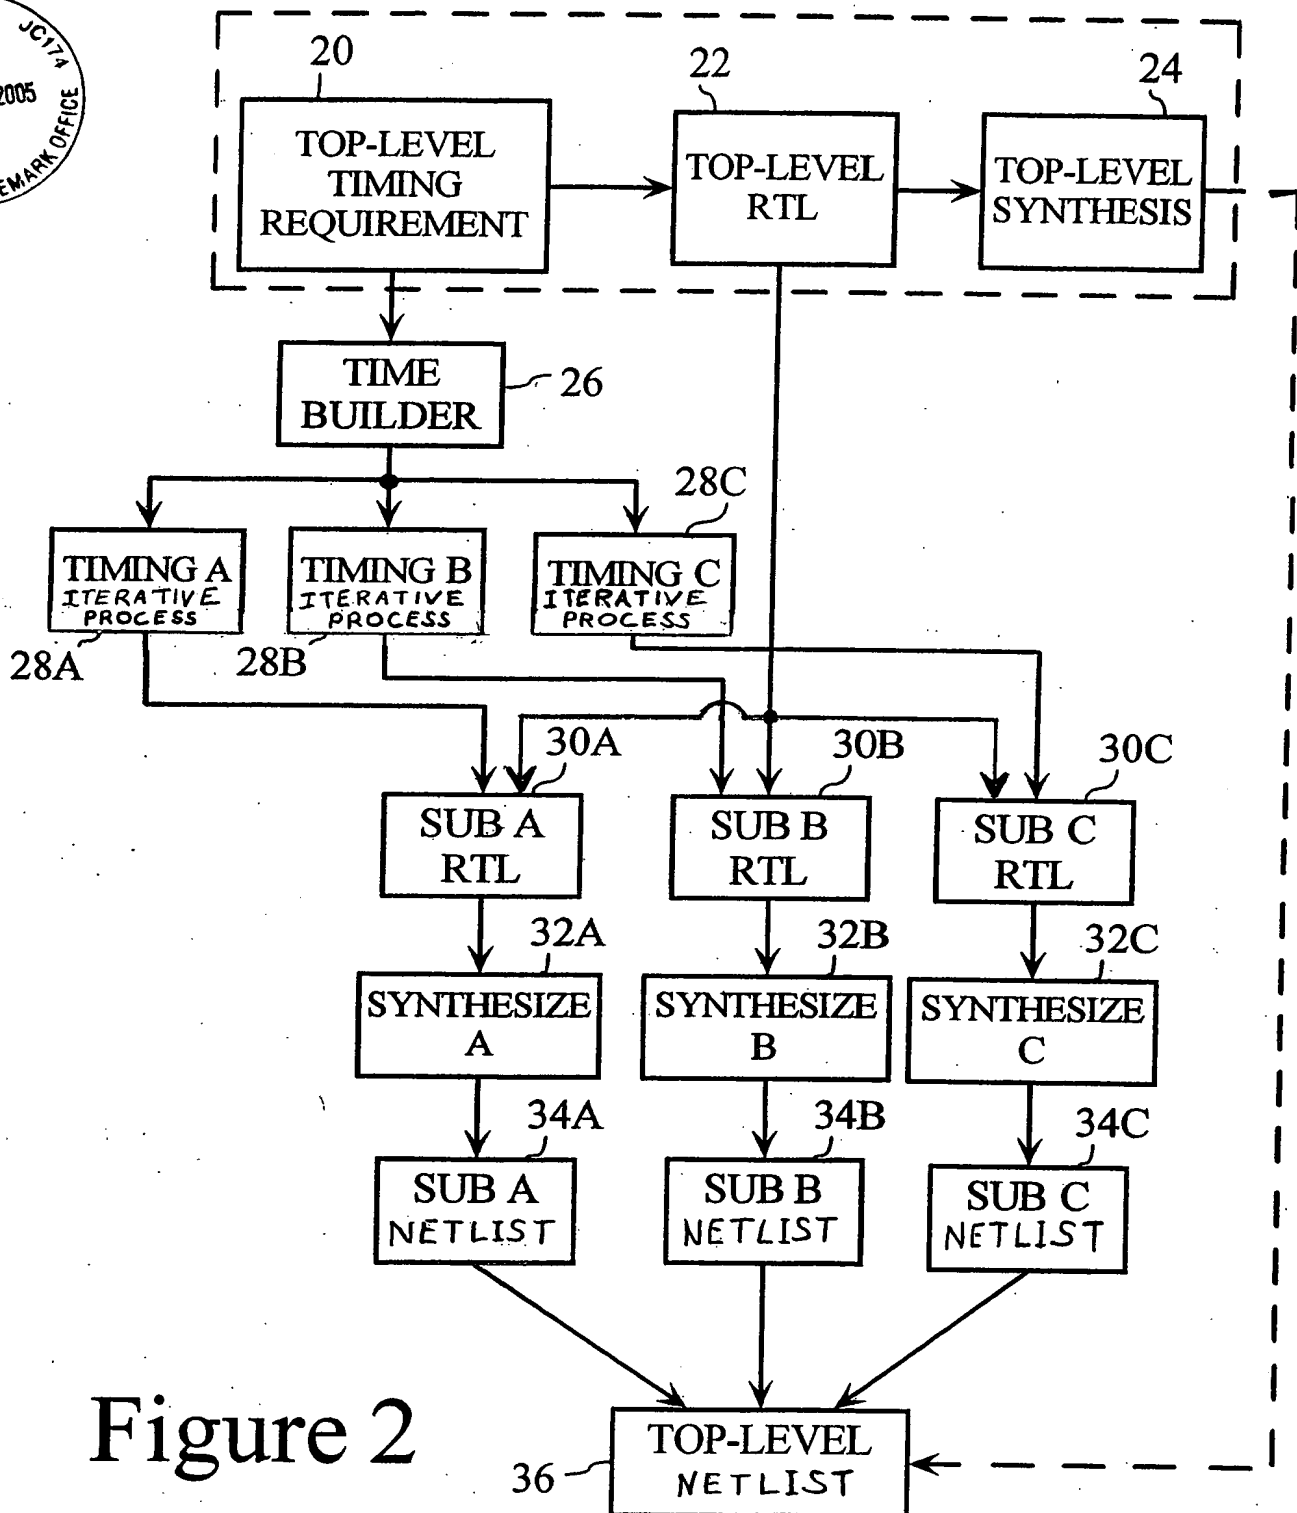 JC174
2005
EMARK OFFICE
20
22
24
TOP-LEVEL
TIMING
REQUIREMENT
TOP-LEVEL
RTL
TOP-LEVEL
SYNTHESIS
TIME
BUILDER
26
28C
TIMING A
ITERATIVE
PROCESS
TIMING B
ITERATIVE
PROCESS
TIMING C
ITERATIVE
PROCESS
28A
28B
30A
30B
30C
SUB A
RTL
SUB B
RTL
SUB C
RTL
32A
32B
32C
SYNTHESIZE
A
SYNTHESIZE
B
SYNTHESIZE
C
34A
34B
34C
SUB A
NETLIST
SUB B
NETLIST
SUB C
NETLIST
Figure 2
36
TOP-LEVEL
NETLIST